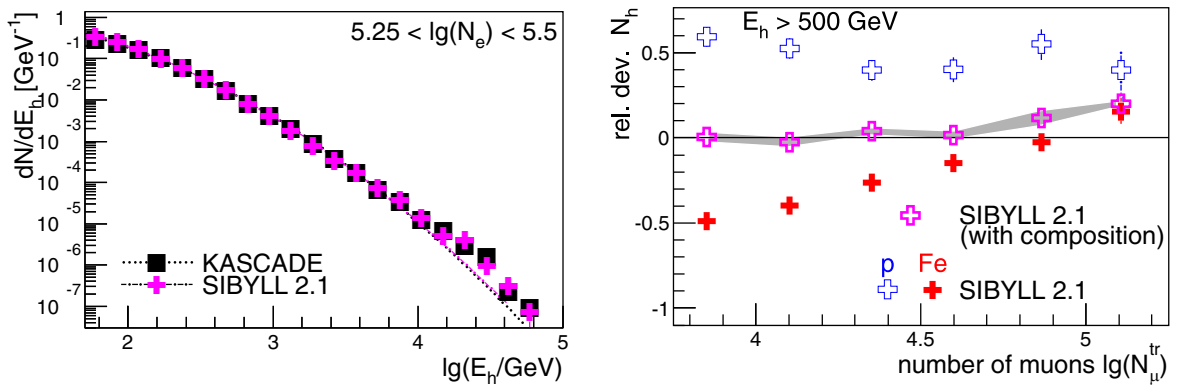 5.25 < lg(N_e) < 5.5
dN/dE_h [GeV^-1]
1
10^-1
10^-2
10^-3
10^-4
10^-5
10^-6
10^-7
KASCADE
SIBYLL 2.1
2 3 4 5
lg(E_h/GeV)
E_h > 500 GeV
rel. dev. N_h
0.5
0
-0.5
-1
SIBYLL 2.1
(with composition)
p Fe
SIBYLL 2.1
4 4.5 5
number of muons lg(N_μ^tr)